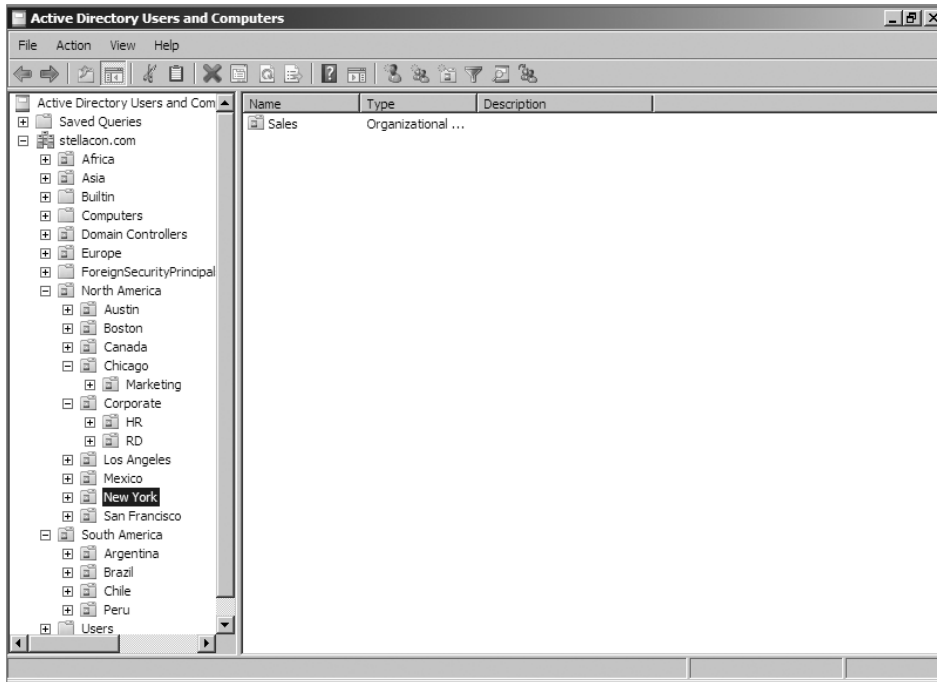 Active Directory Users and Computers
File Action View Help
Active Directory Users and Com
Saved Queries
stellacon.com
Africa
Asia
Builtin
Computers
Domain Controllers
Europe
ForeignSecurityPrincipal
North America
Austin
Boston
Canada
Chicago
Marketing
Corporate
HR
RD
Los Angeles
Mexico
New York
San Francisco
South America
Argentina
Brazil
Chile
Peru
Users
Name Type Description
Sales Organizational ...